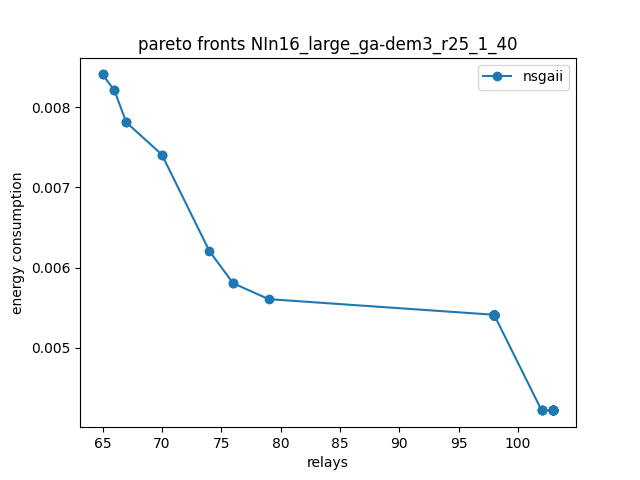 pareto fronts NIn16_large_ga-dem3_r25_1_40
nsgaii
0.008
0.007
0.006
0.005
energy consumption
65 70 75 80 85 90 95 100
relays